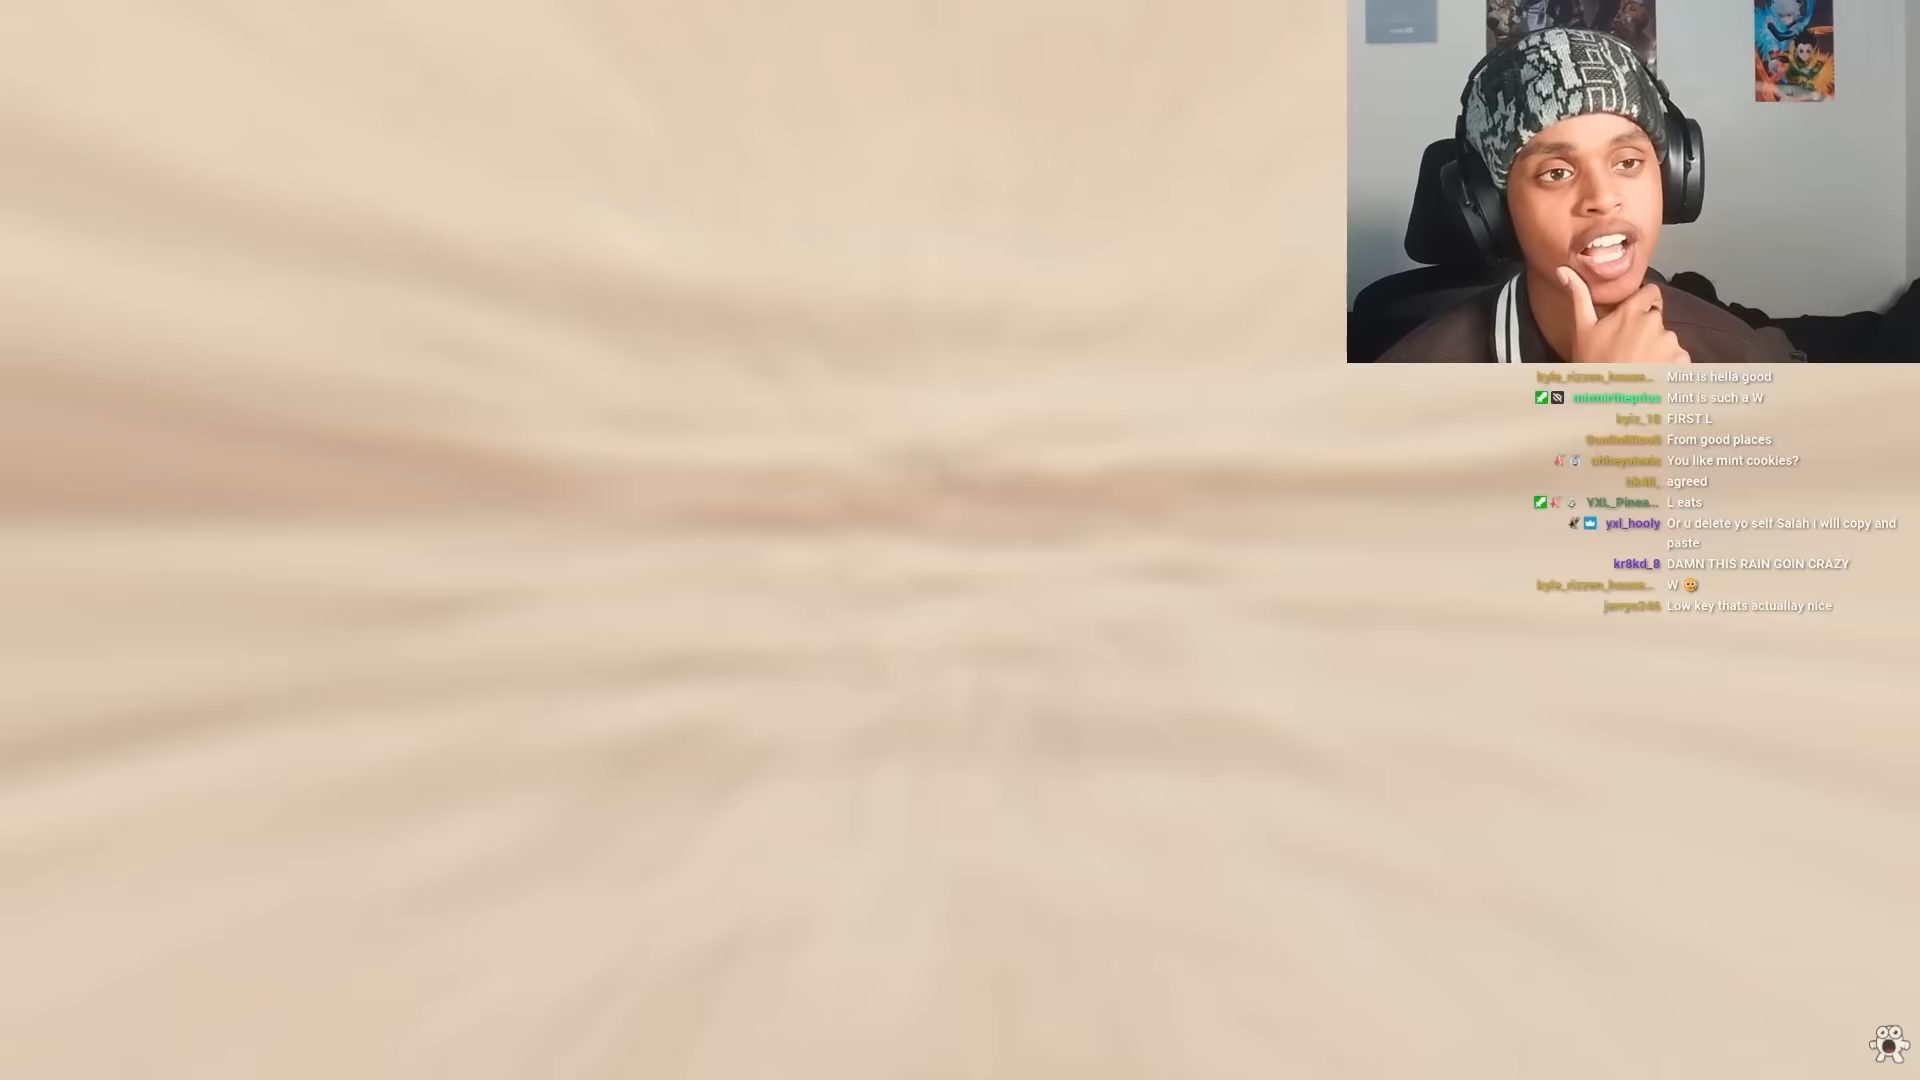 Mint is hella good
Mint is such a W
FIRST L
From good places
You like mint cookies?
agreed
YXL_Pinea... L eats
yxl_hooly Or u delete yo self Salah i will copy and
paste
kr8kd_8 DAMN THIS RAIN GOIN CRAZY
W
Low key thats actuallay nice